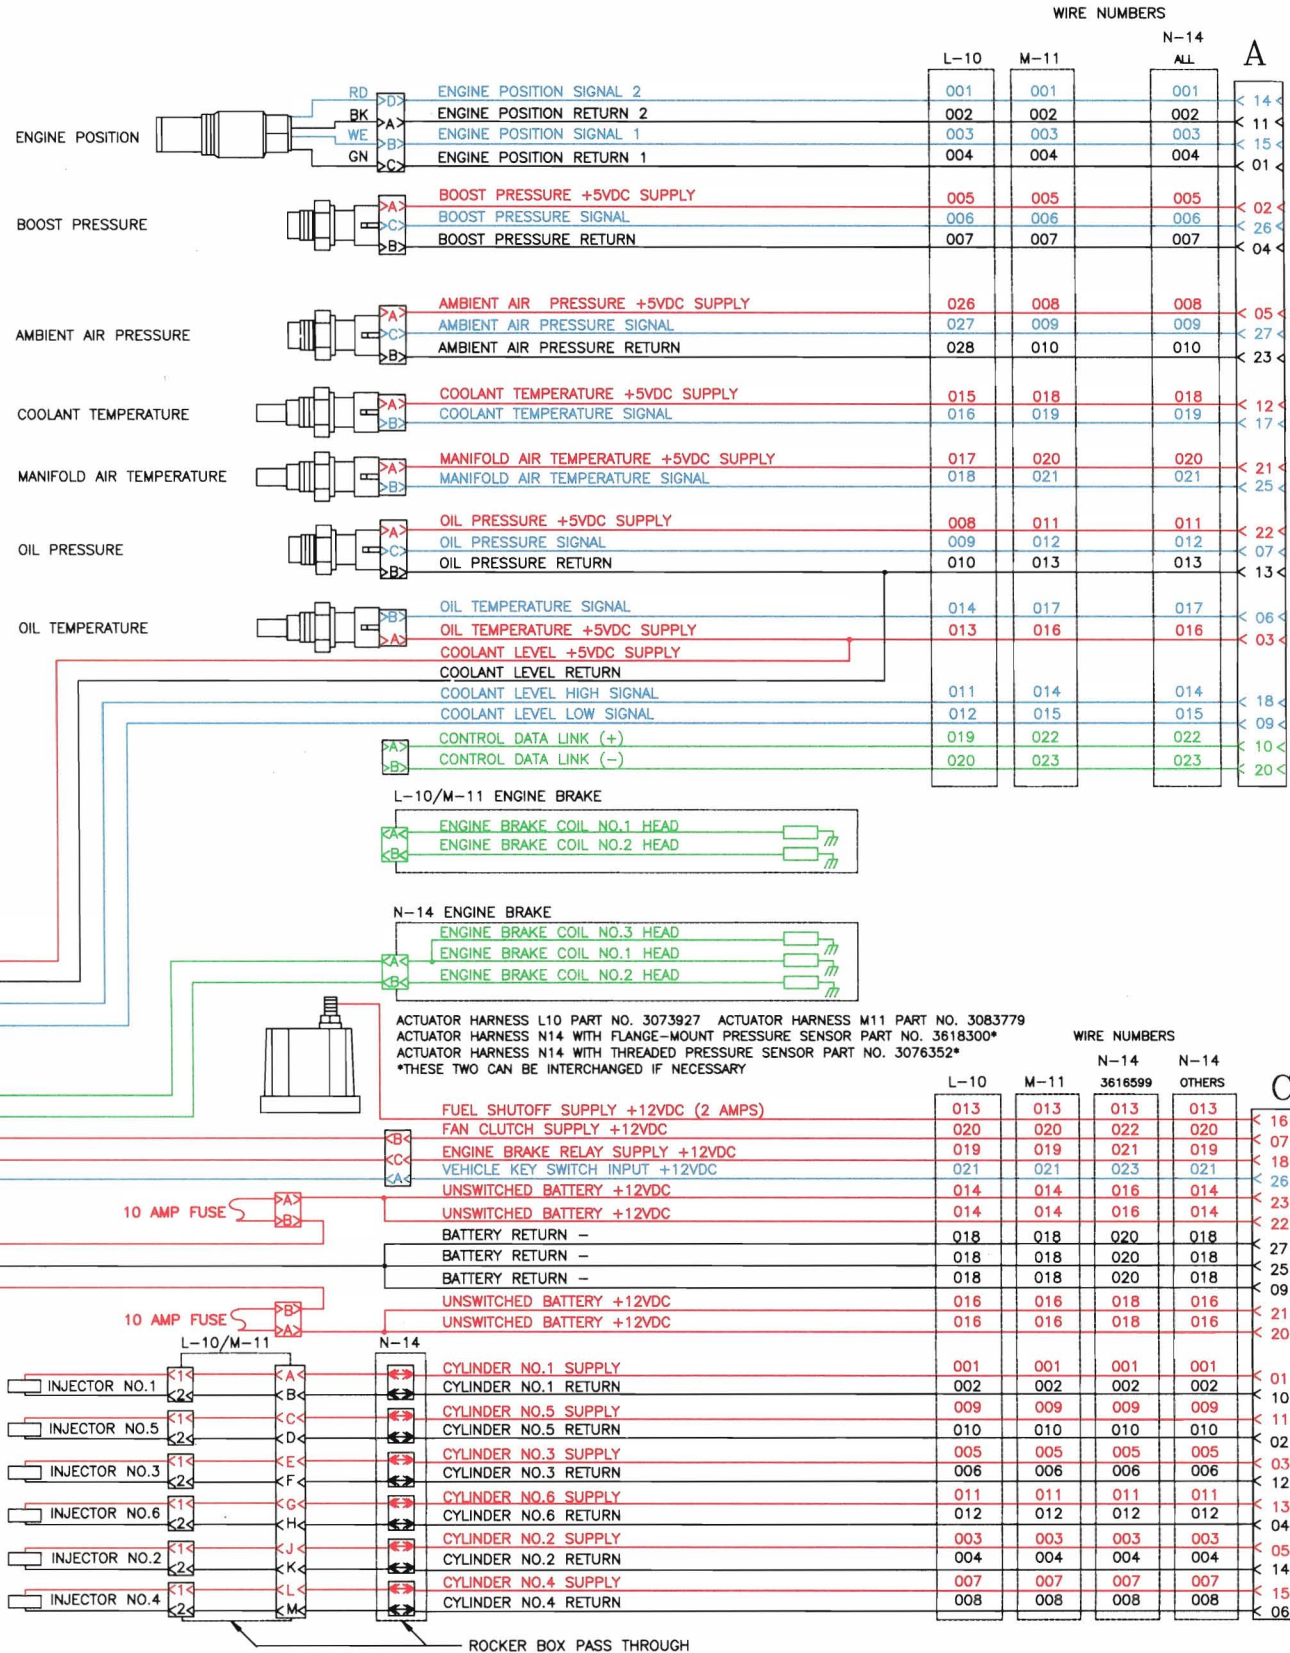 WIRE NUMBERS
N-14
L-10 M-11 ALL A
RD >D> ENGINE POSITION SIGNAL 2 001 001 001 < 14 <
BK >A> ENGINE POSITION RETURN 2 002 002 002 < 11 <
ENGINE POSITION
WE >B> ENGINE POSITION SIGNAL 1 003 003 003 < 15 <
GN >C> ENGINE POSITION RETURN 1 004 004 004 < 01 <
>A> BOOST PRESSURE +5VDC SUPPLY 005 005 005 < 02 <
BOOST PRESSURE >C> BOOST PRESSURE SIGNAL 006 006 006 < 26 <
>B> BOOST PRESSURE RETURN 007 007 007 < 04 <
>A> AMBIENT AIR PRESSURE +5VDC SUPPLY 026 008 008 < 05 <
AMBIENT AIR PRESSURE >C> AMBIENT AIR PRESSURE SIGNAL 027 009 009 < 27 <
>B> AMBIENT AIR PRESSURE RETURN 028 010 010 < 23 <
>A> COOLANT TEMPERATURE +5VDC SUPPLY 015 018 018 < 12 <
COOLANT TEMPERATURE >B> COOLANT TEMPERATURE SIGNAL 016 019 019 < 17 <
>A> MANIFOLD AIR TEMPERATURE +5VDC SUPPLY 017 020 020 < 21 <
MANIFOLD AIR TEMPERATURE >B> MANIFOLD AIR TEMPERATURE SIGNAL 018 021 021 < 25 <
>A> OIL PRESSURE +5VDC SUPPLY 008 011 011 < 22 <
OIL PRESSURE >C> OIL PRESSURE SIGNAL 009 012 012 < 07 <
>B> OIL PRESSURE RETURN 010 013 013 < 13 <
>B> OIL TEMPERATURE SIGNAL 014 017 017 < 06 <
OIL TEMPERATURE >A> OIL TEMPERATURE +5VDC SUPPLY 013 016 016 < 03 <
COOLANT LEVEL +5VDC SUPPLY
COOLANT LEVEL RETURN
COOLANT LEVEL HIGH SIGNAL 011 014 014 < 18 <
COOLANT LEVEL LOW SIGNAL 012 015 015 < 09 <
>A> CONTROL DATA LINK (+) 019 022 022 < 10 <
>B> CONTROL DATA LINK (-) 020 023 023 < 20 <
L-10/M-11 ENGINE BRAKE
<A< ENGINE BRAKE COIL NO.1 HEAD
<B< ENGINE BRAKE COIL NO.2 HEAD
N-14 ENGINE BRAKE
ENGINE BRAKE COIL NO.3 HEAD
<A< ENGINE BRAKE COIL NO.1 HEAD
<B< ENGINE BRAKE COIL NO.2 HEAD
ACTUATOR HARNESS L10 PART NO. 3073927 ACTUATOR HARNESS M11 PART NO. 3083779
ACTUATOR HARNESS N14 WITH FLANGE-MOUNT PRESSURE SENSOR PART NO. 3618300*
ACTUATOR HARNESS N14 WITH THREADED PRESSURE SENSOR PART NO. 3076352*
*THESE TWO CAN BE INTERCHANGED IF NECESSARY
WIRE NUMBERS
N-14 N-14
L-10 M-11 3616599 OTHERS C
FUEL SHUTOFF SUPPLY +12VDC (2 AMPS) 013 013 013 013 < 16
<B< FAN CLUTCH SUPPLY +12VDC 020 020 022 020 < 07
<C< ENGINE BRAKE RELAY SUPPLY +12VDC 019 019 021 019 < 18
<A< VEHICLE KEY SWITCH INPUT +12VDC 021 021 023 021 < 26
>A> UNSWITCHED BATTERY +12VDC 014 014 016 014 < 23
10 AMP FUSE >B> UNSWITCHED BATTERY +12VDC 014 014 016 014 < 22
BATTERY RETURN - 018 018 020 018 < 27
BATTERY RETURN - 018 018 020 018 < 25
BATTERY RETURN - 018 018 020 018 < 09
>B> UNSWITCHED BATTERY +12VDC 016 016 018 016 < 21
10 AMP FUSE >A> UNSWITCHED BATTERY +12VDC 016 016 018 016 < 20
L-10/M-11 N-14
<1< <A< CYLINDER NO.1 SUPPLY 001 001 001 001 < 01
INJECTOR NO.1 <2< <B< CYLINDER NO.1 RETURN 002 002 002 002 < 10
<1< <C< CYLINDER NO.5 SUPPLY 009 009 009 009 < 11
INJECTOR NO.5 <2< <D< CYLINDER NO.5 RETURN 010 010 010 010 < 02
<1< <E< CYLINDER NO.3 SUPPLY 005 005 005 005 < 03
INJECTOR NO.3 <2< <F< CYLINDER NO.3 RETURN 006 006 006 006 < 12
<1< <G< CYLINDER NO.6 SUPPLY 011 011 011 011 < 13
INJECTOR NO.6 <2< <H< CYLINDER NO.6 RETURN 012 012 012 012 < 04
<1< <J< CYLINDER NO.2 SUPPLY 003 003 003 003 < 05
INJECTOR NO.2 <2< <K< CYLINDER NO.2 RETURN 004 004 004 004 < 14
<1< <L< CYLINDER NO.4 SUPPLY 007 007 007 007 < 15
INJECTOR NO.4 <2< <M< CYLINDER NO.4 RETURN 008 008 008 008 < 06
ROCKER BOX PASS THROUGH